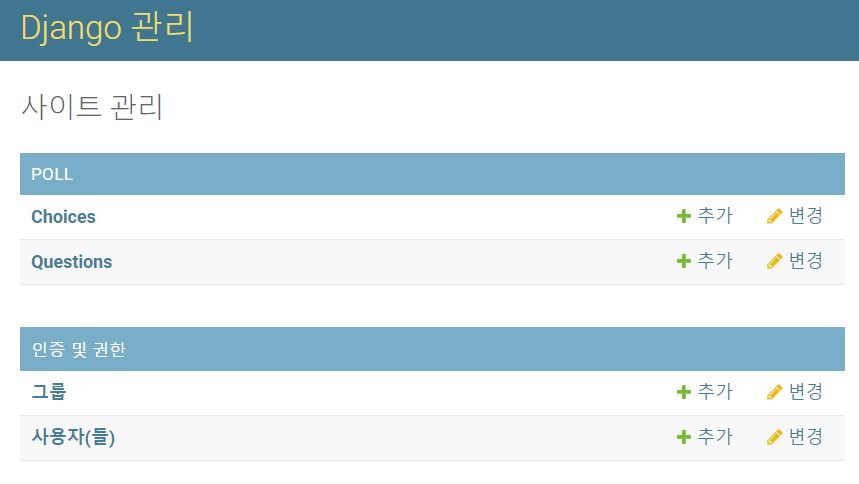 Django 관리
사이트 관리
POLL
Choices 추가 변경
Questions 추가 변경
인증 및 권한
그룹 추가 변경
사용자(들) 추가 변경